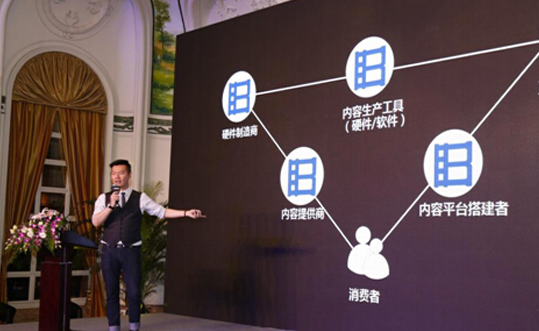 内容生产工具
（硬件/软件）
硬件制造商
内容提供商
内容平台搭建者
消费者